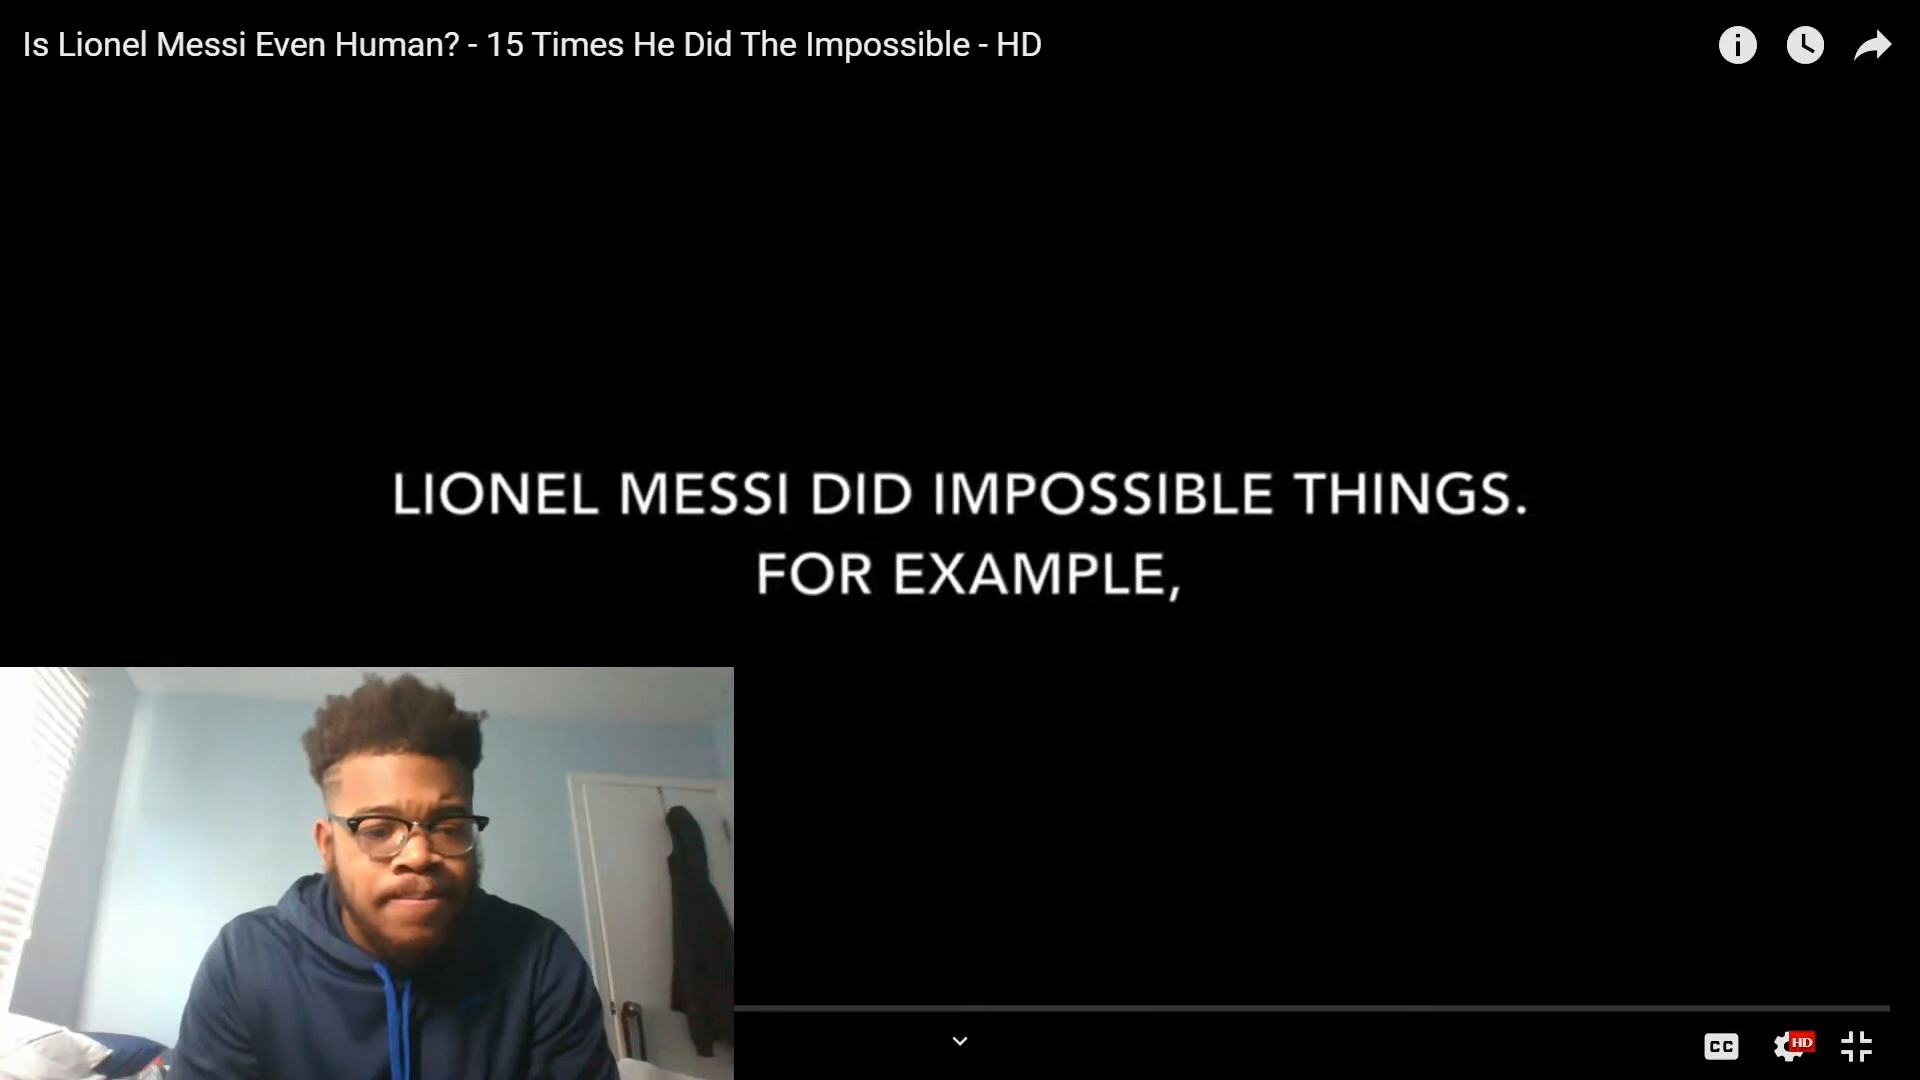 Is Lionel Messi Even Human? - 15 Times He Did The Impossible - HD
LIONEL MESSI DID IMPOSSIBLE THINGS.
FOR EXAMPLE,
CC
HD